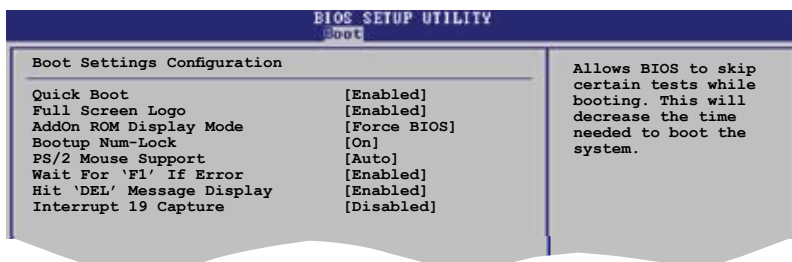 BIOS SETUP UTILITY
Boot
Boot Settings Configuration
Quick Boot [Enabled]
Full Screen Logo [Enabled]
AddOn ROM Display Mode [Force BIOS]
Bootup Num-Lock [On]
PS/2 Mouse Support [Auto]
Wait For ‘F1’ If Error [Enabled]
Hit ‘DEL’ Message Display [Enabled]
Interrupt 19 Capture [Disabled]
Allows BIOS to skip
certain tests while
booting. This will
decrease the time
needed to boot the
system.